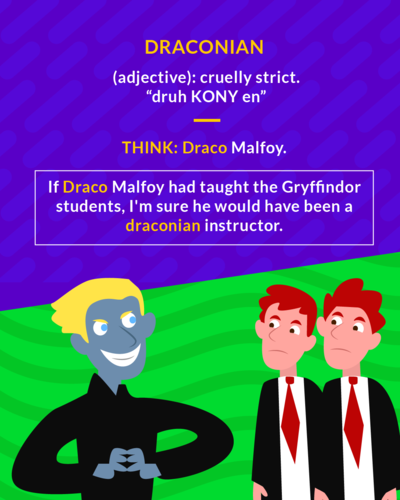 DRACONIAN
(adjective): cruelly strict.
“druh KONY en”
THINK: Draco Malfoy.
If Draco Malfoy had taught the Gryffindor
students, I'm sure he would have been a
draconian instructor.